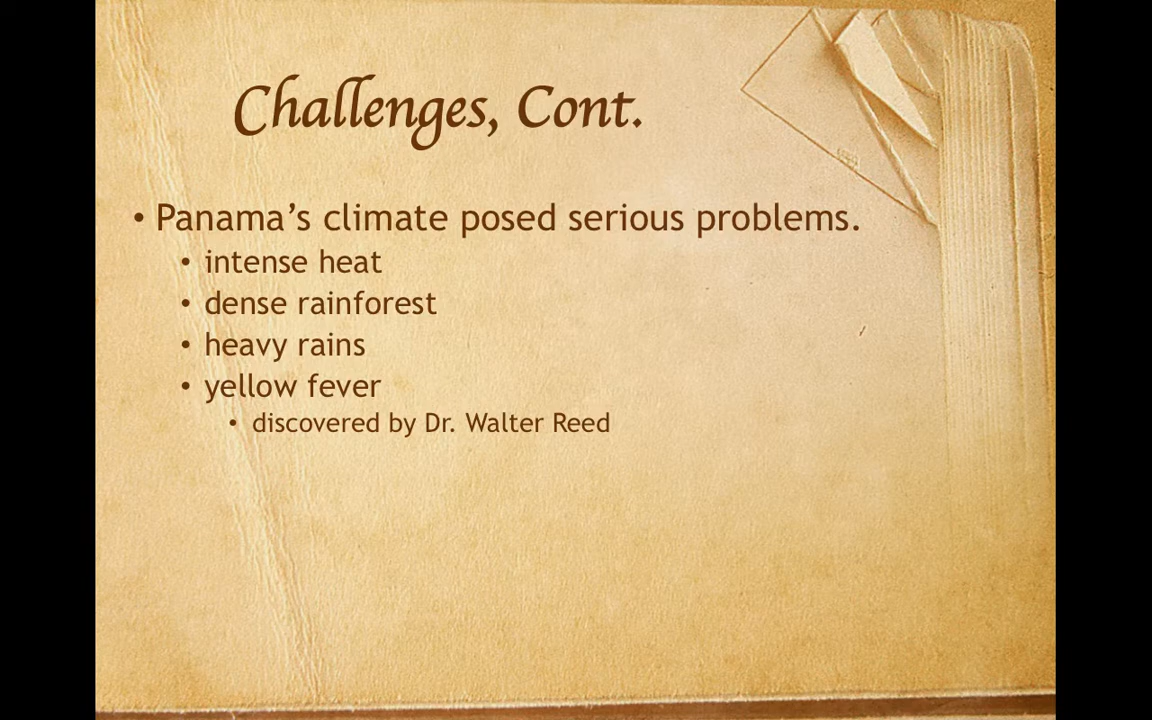 Challenges, Cont.
• Panama’s climate posed serious problems.
• intense heat
• dense rainforest
• heavy rains
• yellow fever
• discovered by Dr. Walter Reed